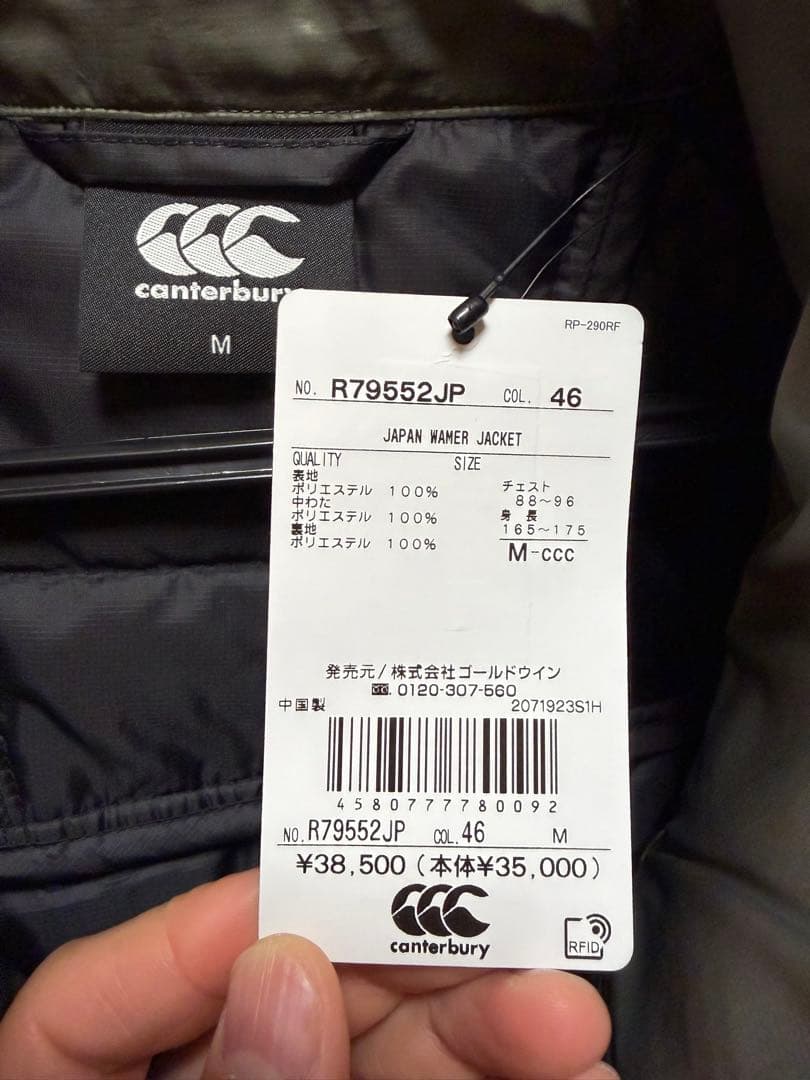 canterbury
M
RP-290RF
NO. R79552JP COL. 46
JAPAN WAMER JACKET
QUALITY SIZE
表地
ポリエステル 100%
中わた
ポリエステル 100%
裏地
ポリエステル 100%
チェスト
88～96
身 長
165～175
M-ccc
発売元/株式会社ゴールドウイン
0120-307-560
中国製 2071923S1H
4580777780092
NO. R79552JP COL. 46 M
¥38,500(本体¥35,000)
canterbury
RFID